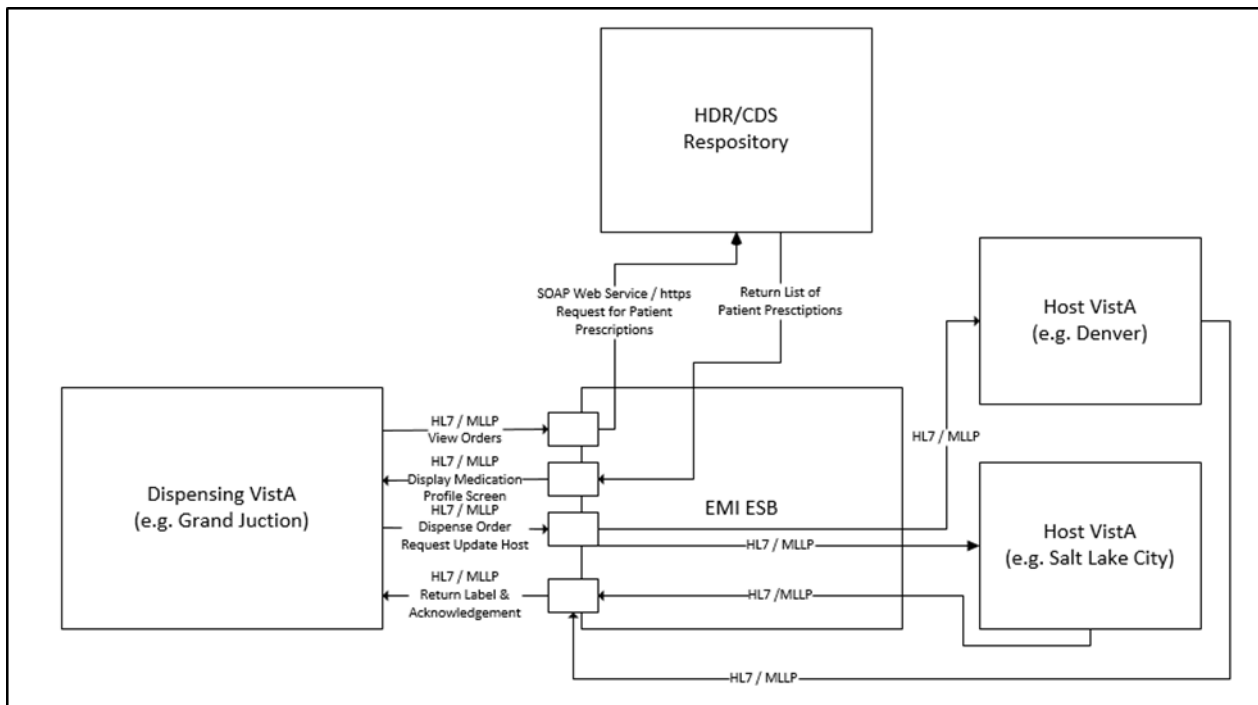 HDR/CDS
Respository
SOAP Web Service / https
Request for Patient
Prescriptions
Return List of
Patient Presctiptions
Host VistA
(e.g. Denver)
HL7 / MLLP
View Orders
HL7 / MLLP
Display Medication
Profile Screen
HL7 / MLLP
Dispense Order
Request Update Host
HL7 / MLLP
Return Label &
Acknowledgement
Dispensing VistA
(e.g. Grand Juction)
EMI ESB
HL7 / MLLP
HL7 / MLLP
HL7 /MLLP
Host VistA
(e.g. Salt Lake City)
HL7 / MLLP